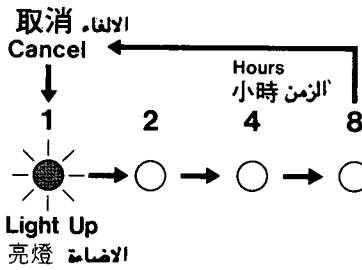 取消 الالغاء
Cancel
Hours
小時 الزمن
1 2 4 8
Light Up
亮燈 الاضاءة